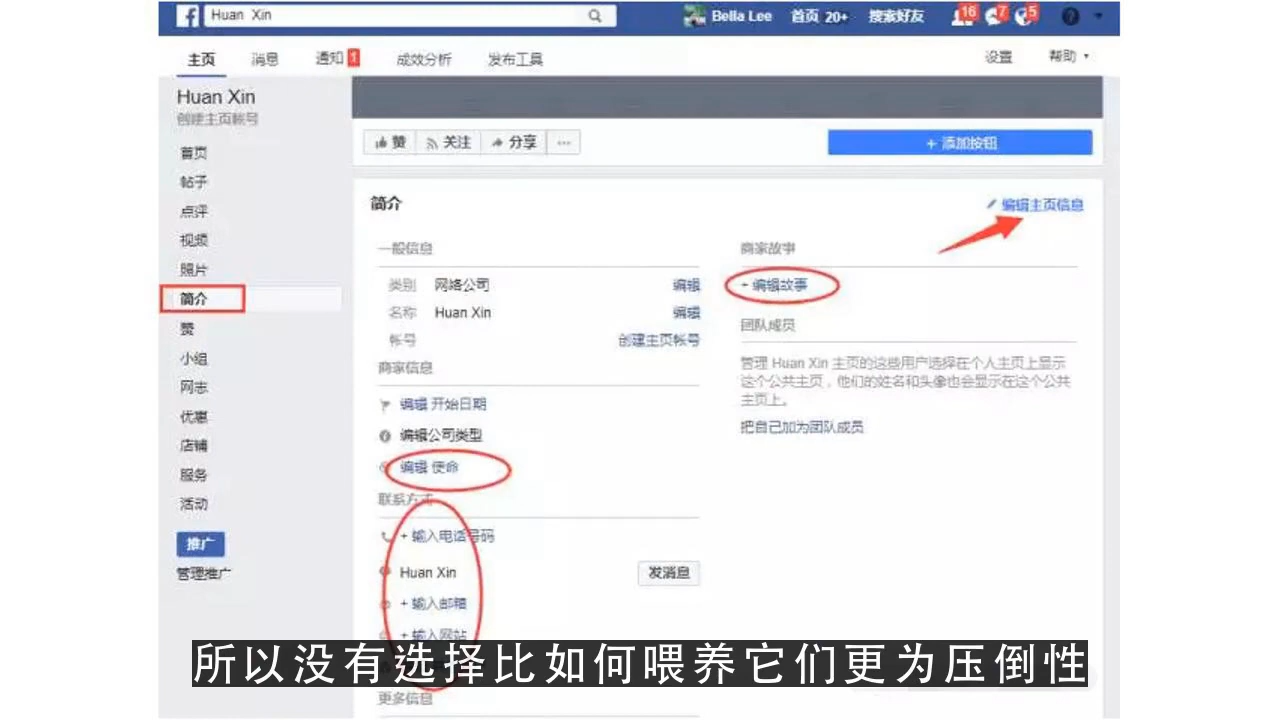 Huan Xin
Bella Lee 首页 20+ 搜索好友 16 7 5
主页 消息 通知 1 成效分析 发布工具 设置 帮助
Huan Xin
创建主页帐号
赞 关注 分享 ... + 添加按钮
首页
帖子
点评
视频
照片
简介
赞
小组
网志
优惠
店铺
服务
活动
推广
管理推广
简介
编辑主页信息
一般信息
类别 网络公司 编辑
名称 Huan Xin 编辑
帐号 创建主页帐号
商家信息
编辑 开始日期
编辑公司类型
编辑 使命
联系方式
+ 输入电话号码
Huan Xin 发消息
+ 输入邮箱
+ 输入网站
更多信息
商家故事
+ 编辑故事
团队成员
管理 Huan Xin 主页的这些用户选择在个人主页上显示
这个公共主页，他们的姓名和头像也会显示在这个公共
主页上。
把自己加为团队成员
所以没有选择比如何喂养它们更为压倒性